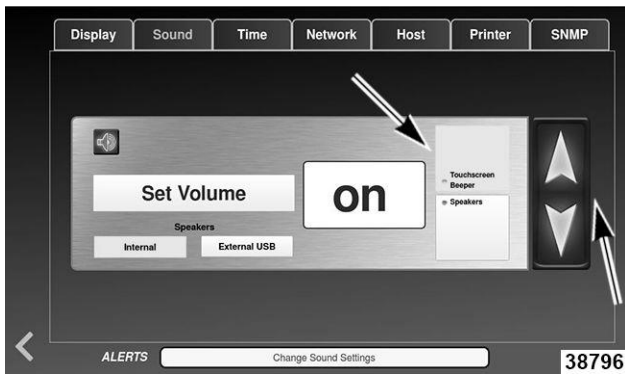 Display Sound Time Network Host Printer SNMP
Touchscreen
Beeper
Set Volume
on
Speakers
Speakers
Internal External USB
ALERTS Change Sound Settings
38796